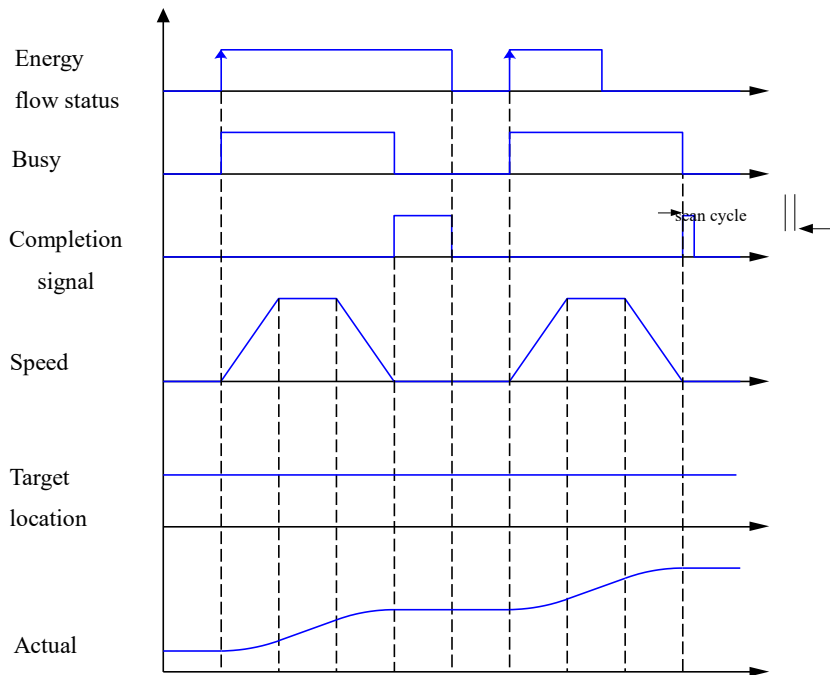 Energy
flow status
Busy
scan cycle
Completion
signal
Speed
Target
location
Actual